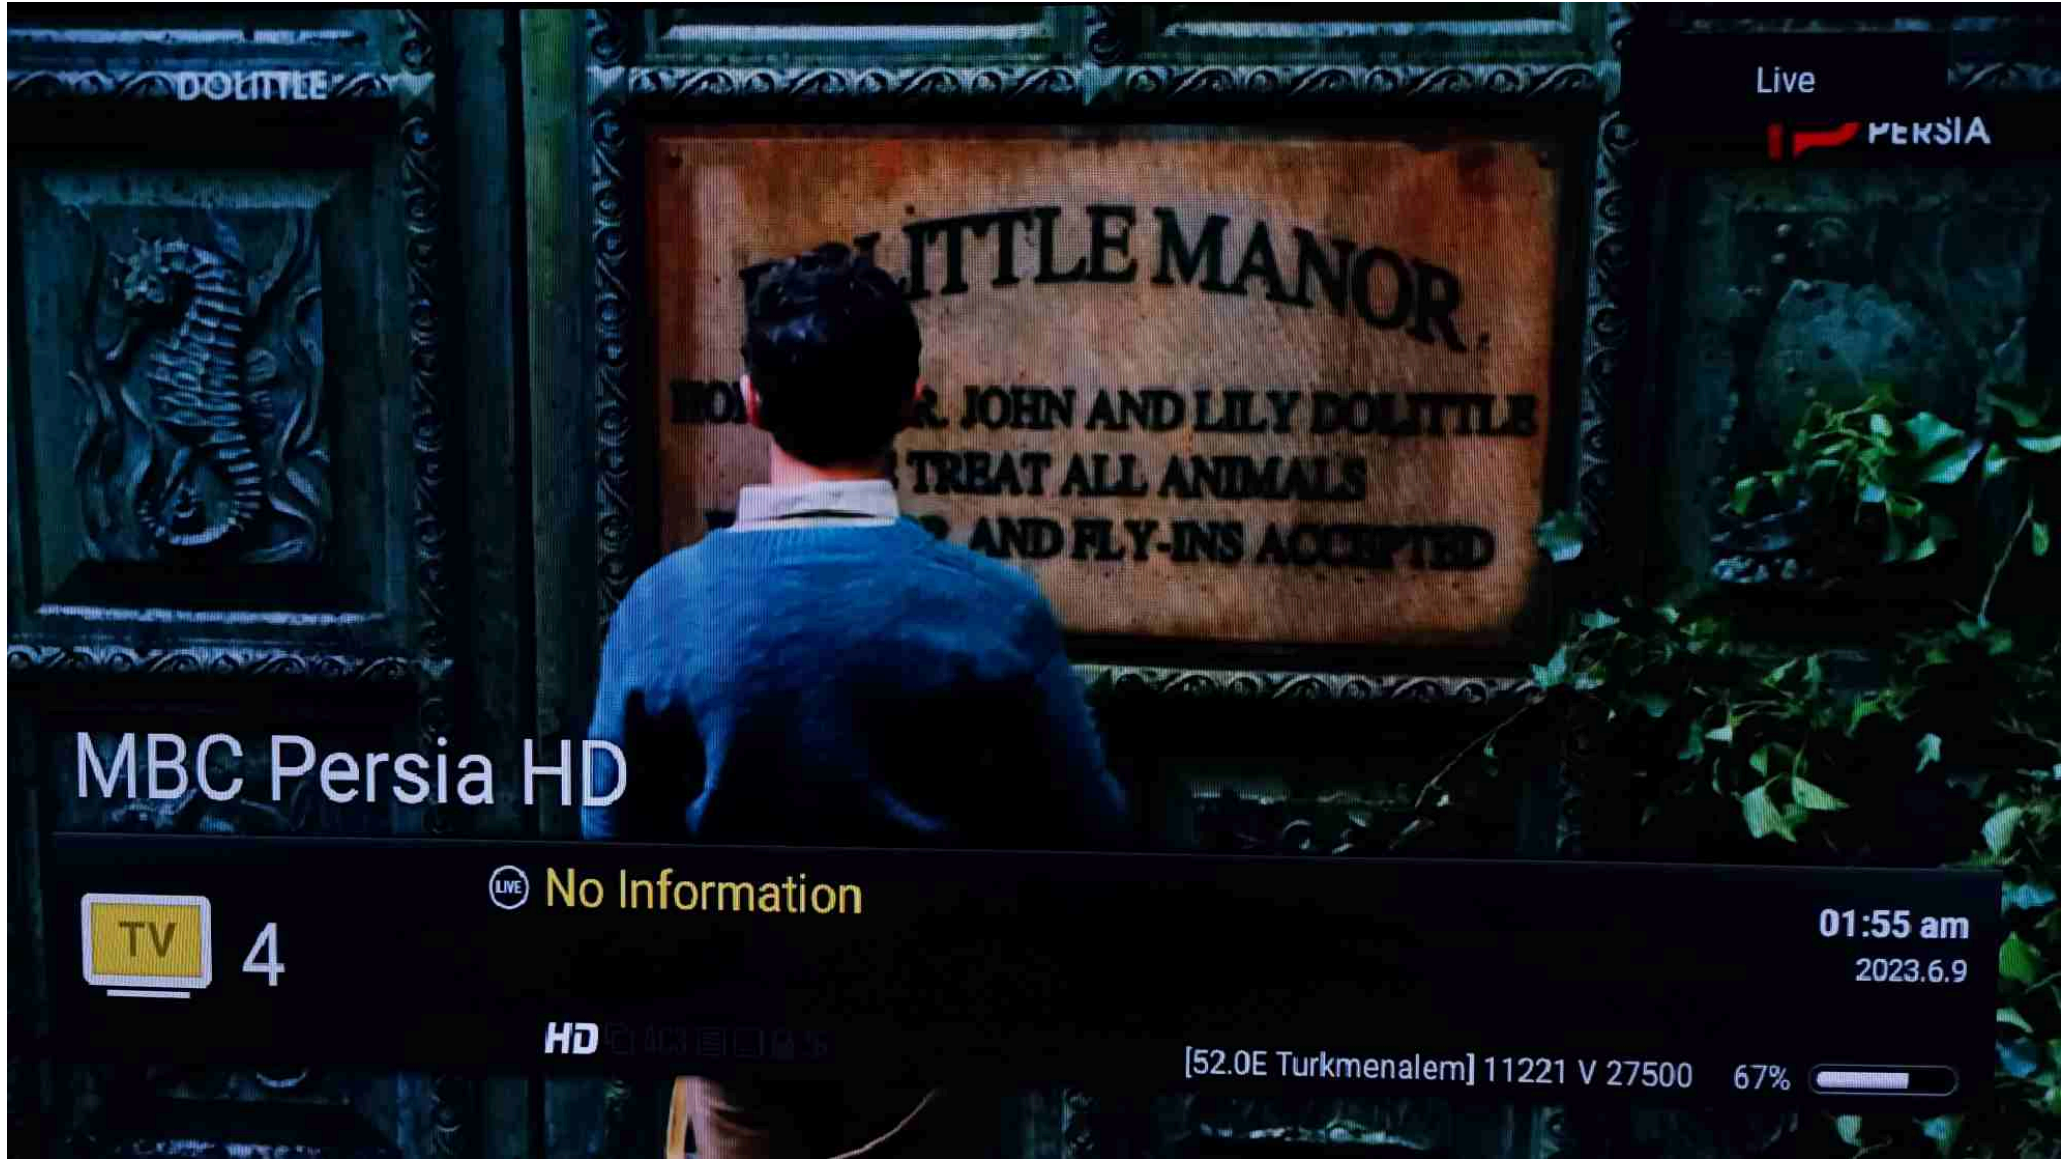 DOLITTLE
Live
PERSIA
LITTLE MANOR
R. JOHN AND LILY DOLITTLE
TREAT ALL ANIMALS
AND FLY-INS ACCEPTED
MBC Persia HD
LIVE No Information
TV 4
01:55 am
2023.6.9
HD
[52.0E Turkmenalem] 11221 V 27500 67%